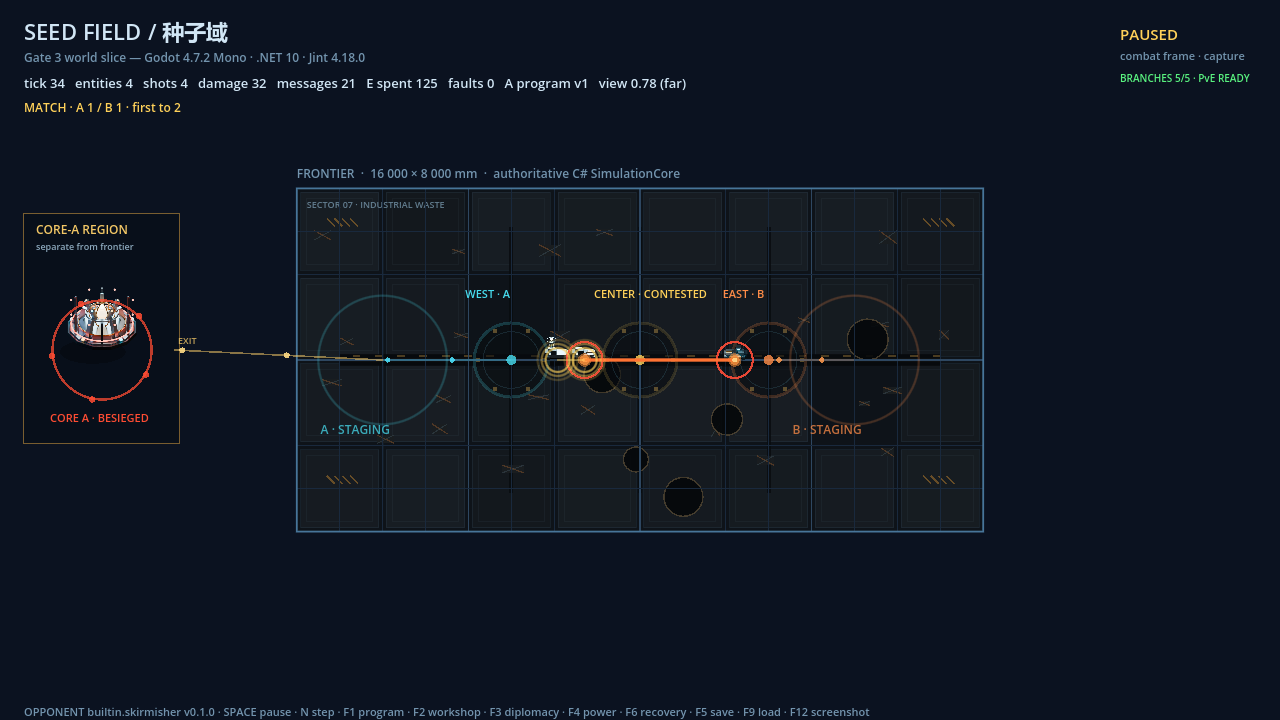 SEED FIELD / 种子域
Gate 3 world slice — Godot 4.7.2 Mono · .NET 10 · Jint 4.18.0
tick 34 entities 4 shots 4 damage 32 messages 21 E spent 125 faults 0 A program v1 view 0.78 (far)
MATCH · A 1 / B 1 · first to 2
PAUSED
combat frame · capture
BRANCHES 5/5 · PvE READY
FRONTIER · 16 000 × 8 000 mm · authoritative C# SimulationCore
SECTOR 07 · INDUSTRIAL WASTE
CORE-A REGION
separate from frontier
EXIT
CORE A · BESIEGED
WEST · A
CENTER · CONTESTED
EAST · B
A · STAGING
B · STAGING
OPPONENT builtin.skirmisher v0.1.0 · SPACE pause · N step · F1 program · F2 workshop · F3 diplomacy · F4 power · F6 recovery · F5 save · F9 load · F12 screenshot